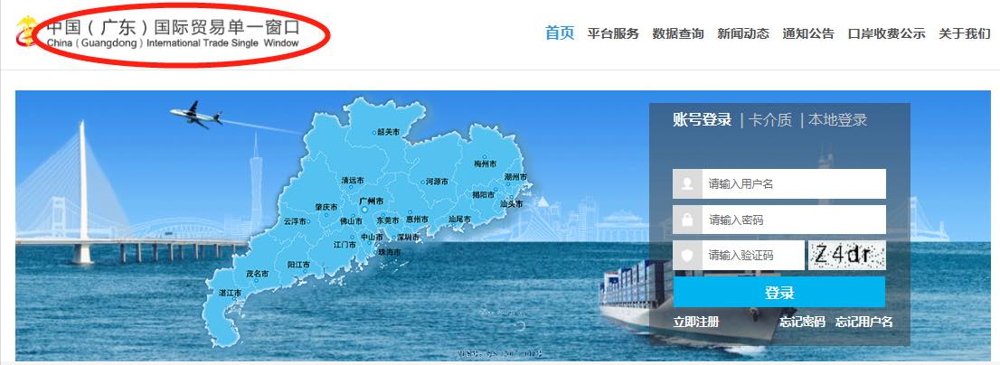 中国（广东）国际贸易单一窗口
China (Guangdong) International Trade Single Window
首页 平台服务 数据查询 新闻动态 通知公告 口岸收费公示 关于我们
账号登录 | 卡介质 | 本地登录
请输入用户名
请输入密码
请输入验证码 Z4dr
登录
立即注册 忘记密码 忘记用户名
韶关市
梅州市
清远市 河源市 潮州市
揭阳市
广州市 汕头市
肇庆市
云浮市 佛山市 东莞市 惠州市 汕尾市
江门市 中山市 深圳市
珠海市
阳江市
茂名市
湛江市